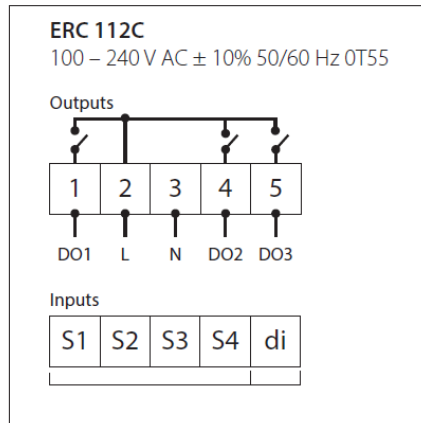 ERC 112C
100 – 240 V AC ± 10% 50/60 Hz 0T55
Outputs
1 2 3 4 5
DO1 L N DO2 DO3
Inputs
S1 S2 S3 S4 di